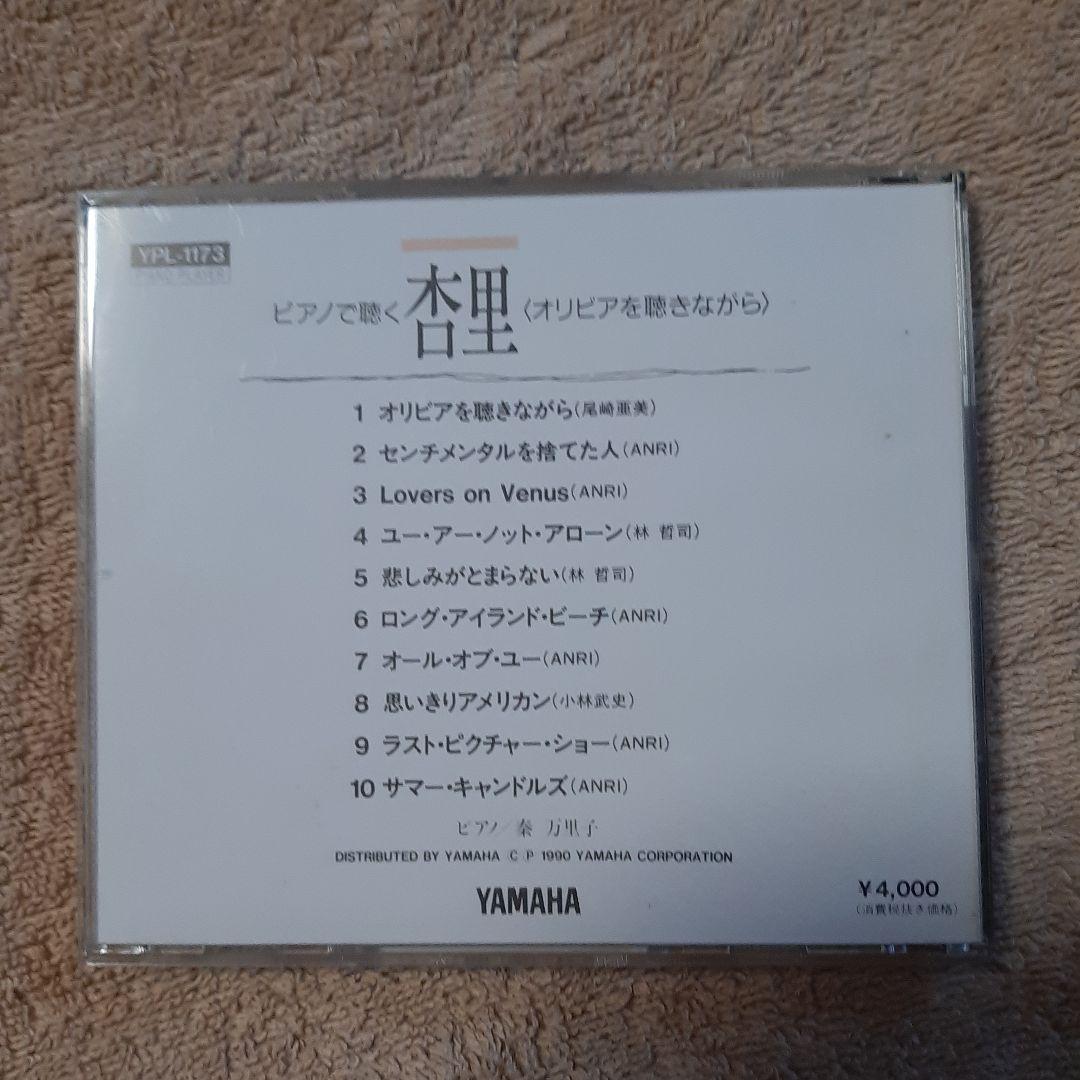 YPL-1173
PIANO PLAYER
ピアノで聴く 杏里 〈オリビアを聴きながら〉
1 オリビアを聴きながら(尾崎亜美)
2 センチメンタルを捨てた人(ANRI)
3 Lovers on Venus(ANRI)
4 ユー・アー・ノット・アローン(林 哲司)
5 悲しみがとまらない(林 哲司)
6 ロング・アイランド・ビーチ(ANRI)
7 オール・オブ・ユー(ANRI)
8 思いきりアメリカン(小林武史)
9 ラスト・ピクチャー・ショー(ANRI)
10 サマー・キャンドルズ(ANRI)
ピアノ/秦 万里子
DISTRIBUTED BY YAMAHA Ⓒ Ⓟ 1990 YAMAHA CORPORATION
YAMAHA
¥4,000
(消費税抜き価格)